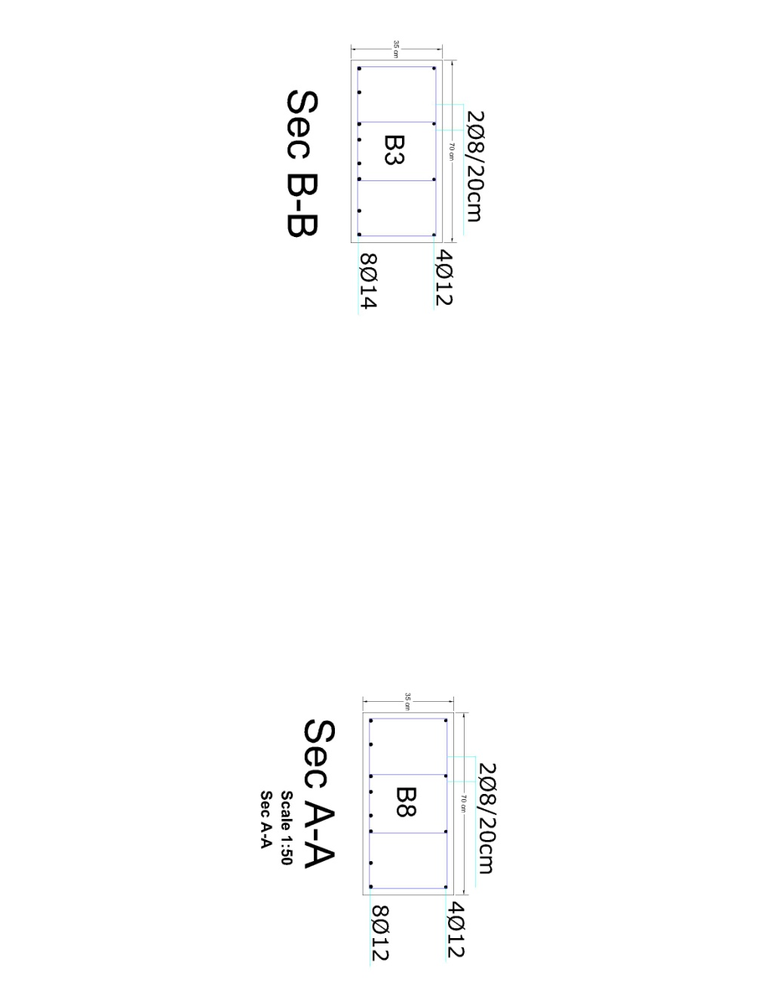 35 cm
70 cm
2Ø8/20cm
B3
4Ø12
8Ø14
Sec B-B
35 cm
70 cm
2Ø8/20cm
B8
4Ø12
8Ø12
Sec A-A
Scale 1:50
Sec A-A